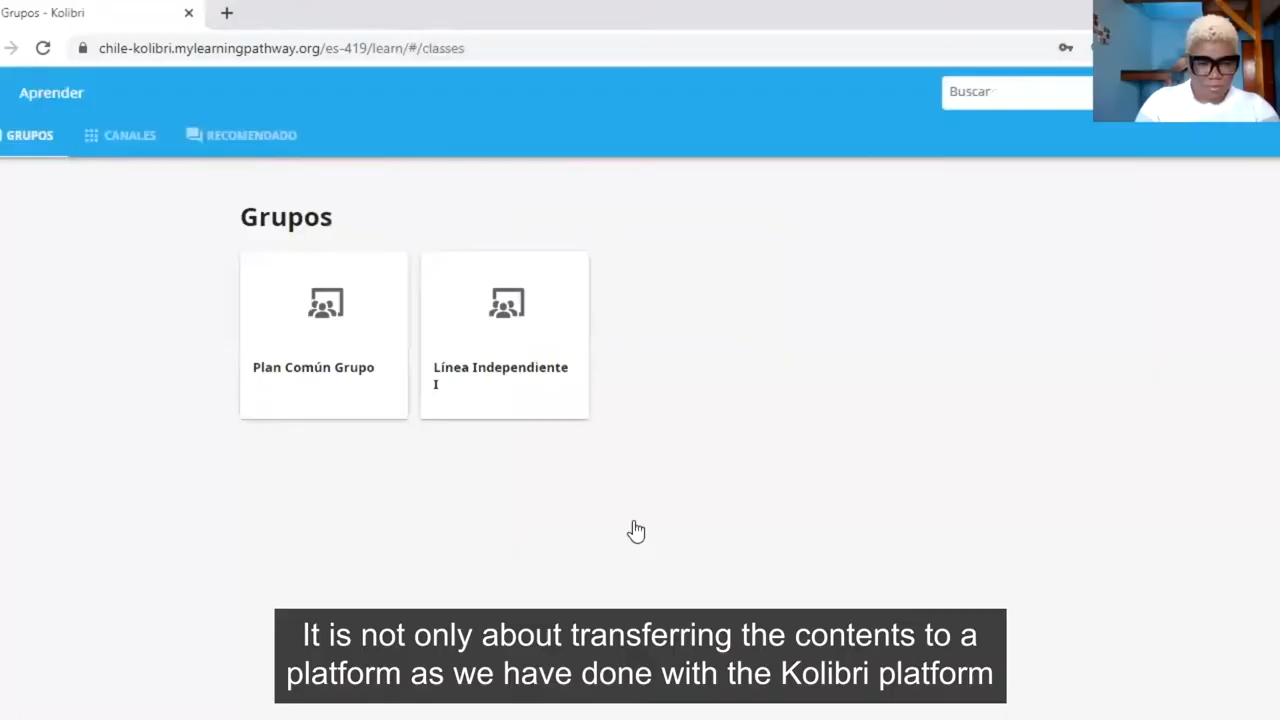 Grupos - Kolibri
chile-kolibri.mylearningpathway.org/es-419/learn/#/classes
Aprender
Buscar
GRUPOS
CANALES
RECOMENDADO
Grupos
Plan Común Grupo
Línea Independiente
I
It is not only about transferring the contents to a
platform as we have done with the Kolibri platform